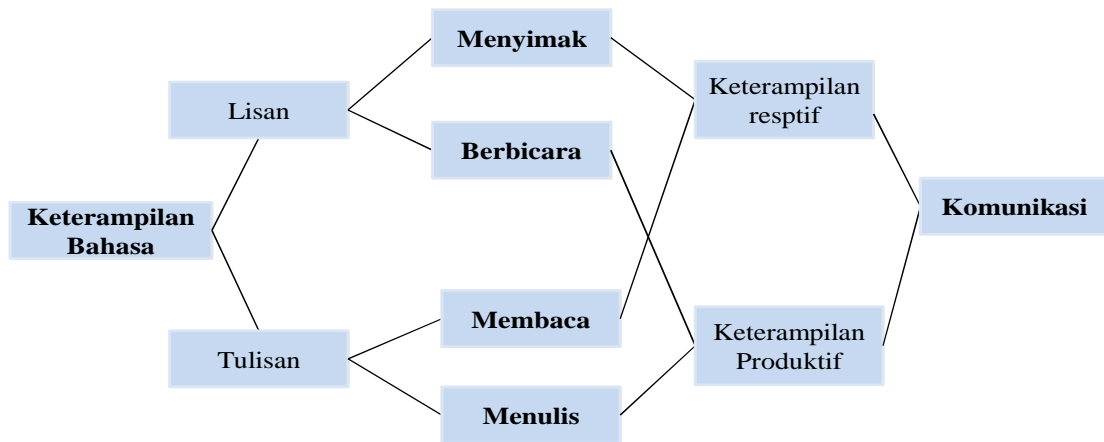 Menyimak
Keterampilan
resptif
Lisan
Berbicara
Keterampilan
Bahasa
Komunikasi
Membaca
Keterampilan
Produktif
Tulisan
Menulis